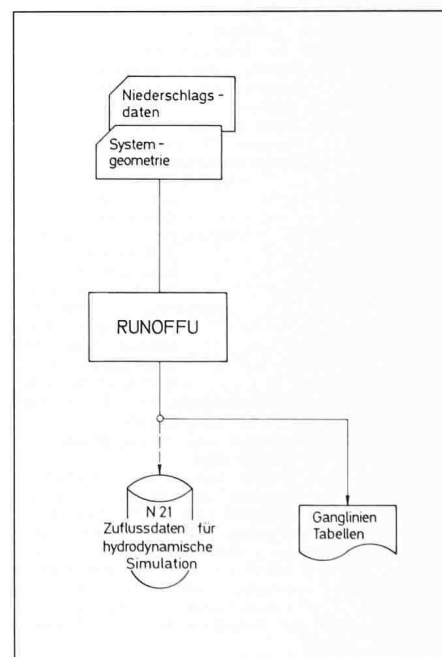 Niederschlags-
daten
System-
geometrie
RUNOFFU
N 21
Zuflussdaten für
hydrodynamische
Simulation
Ganglinien
Tabellen